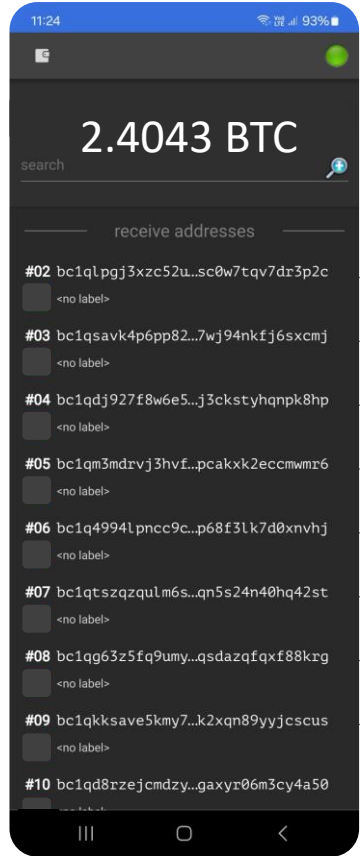 11:24 93%
2.4043 BTC
search
receive addresses
#02 bc1qlpgj3xzc52u…sc0w7tqv7dr3p2c
<no label>
#03 bc1qsavk4p6pp82…7wj94nkfj6sxcmj
<no label>
#04 bc1qdj927f8w6e5…j3ckstyhqnpk8hp
<no label>
#05 bc1qm3mdrvj3hvf…pcakxk2eccmwmr6
<no label>
#06 bc1q4994lpncc9c…p68f3lk7d0xnvhj
<no label>
#07 bc1qtszqzqulm6s…qn5s24n40hq42st
<no label>
#08 bc1qg63z5fq9umy…qsdazqfqxf88krg
<no label>
#09 bc1qkksave5kmy7…k2xqn89yyjcscus
<no label>
#10 bc1qd8rzejcmdzy…gaxyr06m3cy4a50